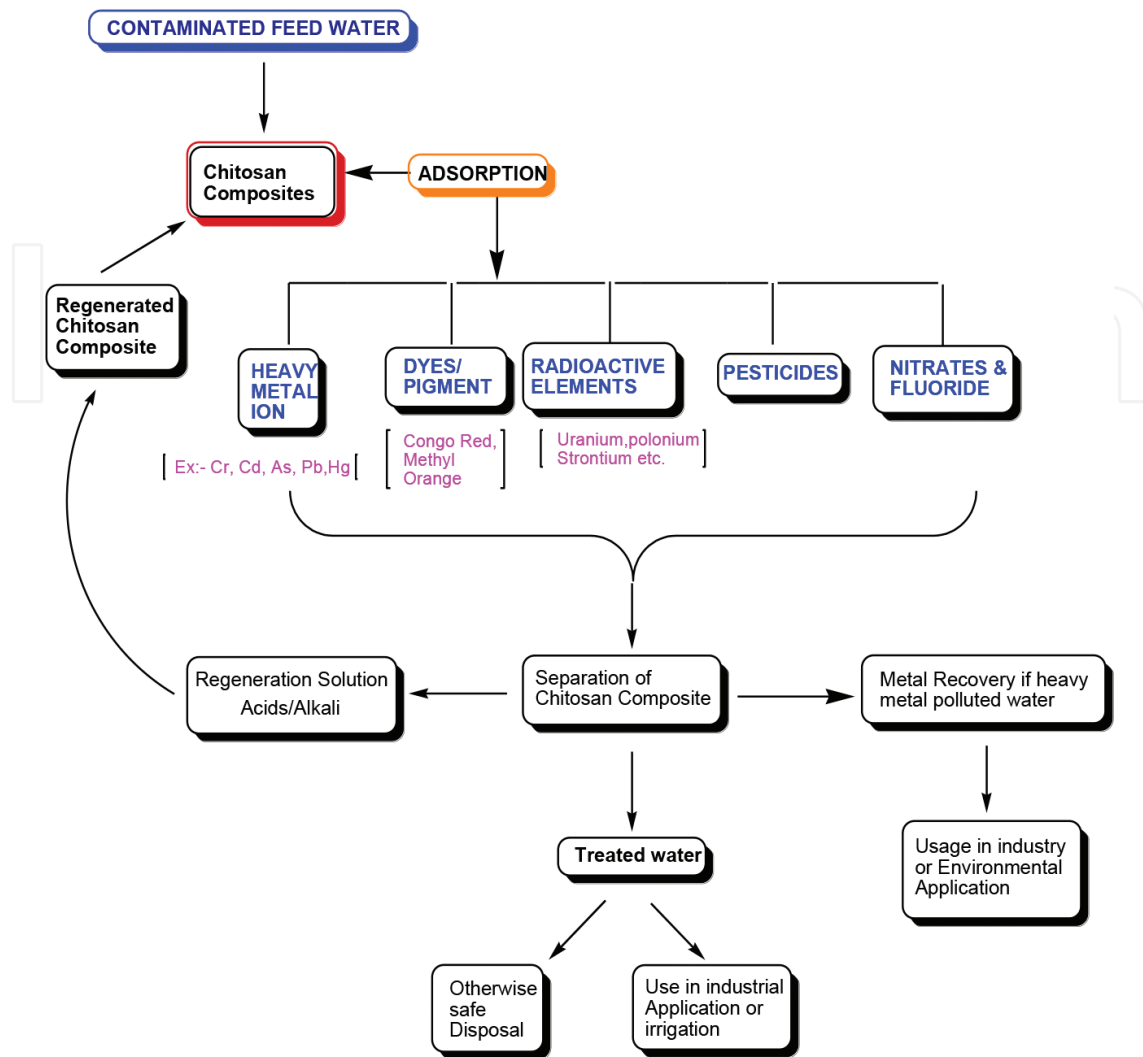 CONTAMINATED FEED WATER
Chitosan
Composites
ADSORPTION
Regenerated
Chitosan
Composite
HEAVY
METAL
ION
DYES/
PIGMENT
RADIOACTIVE
ELEMENTS
PESTICIDES
NITRATES &
FLUORIDE
[ Ex:- Cr, Cd, As, Pb,Hg ]
[ Congo Red,
Methyl
Orange ]
[ Uranium,polonium
Strontium etc. ]
Regeneration Solution
Acids/Alkali
Separation of
Chitosan Composite
Metal Recovery if heavy
metal polluted water
Treated water
Usage in industry
or Environmental
Application
Otherwise
safe
Disposal
Use in industrial
Application or
irrigation